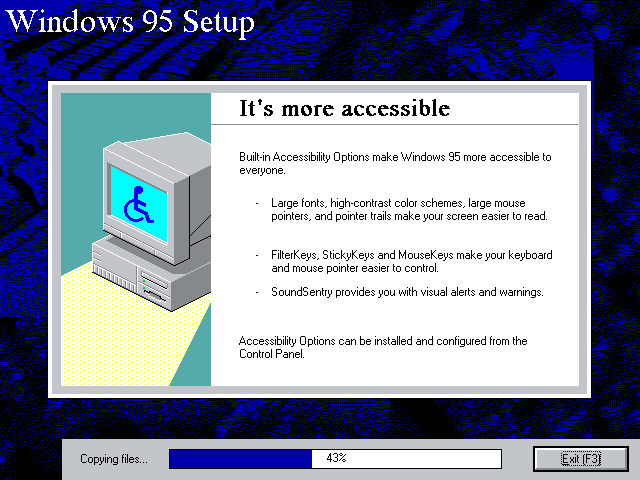 Windows 95 Setup
It's more accessible
Built-in Accessibility Options make Windows 95 more accessible to
everyone.
- Large fonts, high-contrast color schemes, large mouse
pointers, and pointer trails make your screen easier to read.
- FilterKeys, StickyKeys and MouseKeys make your keyboard
and mouse pointer easier to control.
- SoundSentry provides you with visual alerts and warnings.
Accessibility Options can be installed and configured from the
Control Panel.
Copying files... 43% Exit (F3)